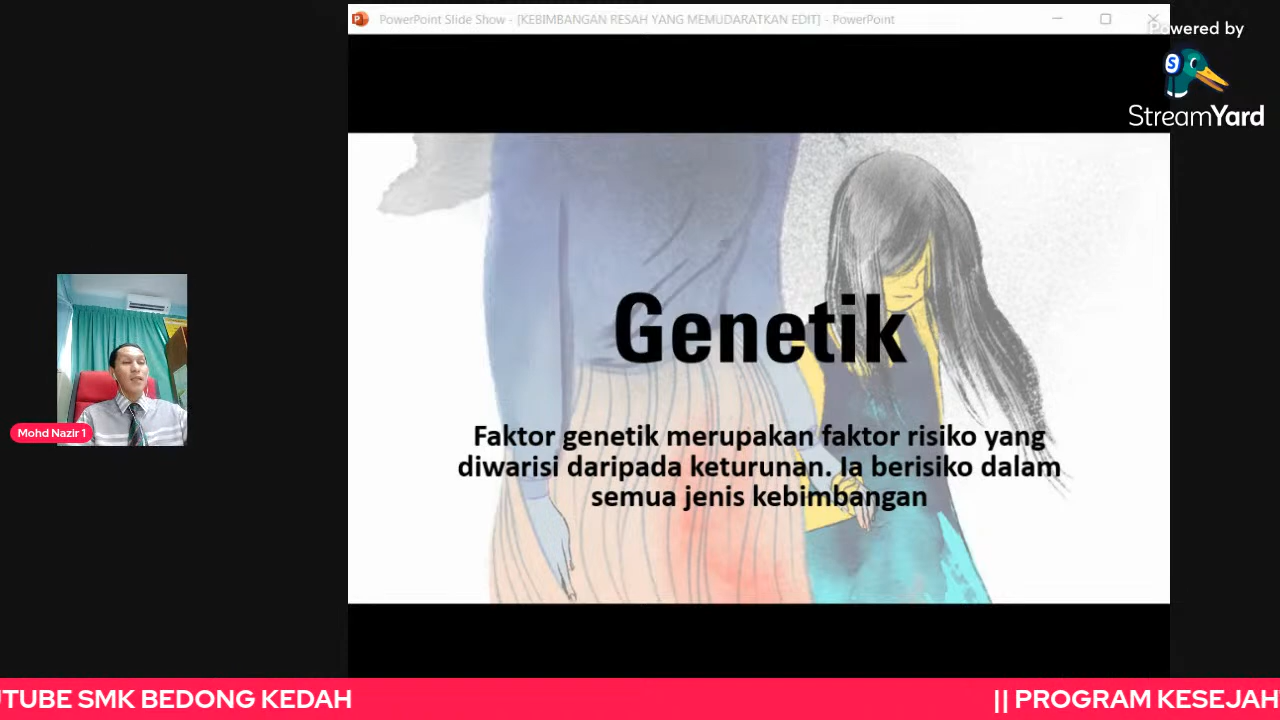 PowerPoint Slide Show - [KEBIMBANGAN RESAH YANG MEMUDARATKAN EDIT] - PowerPoint
Powered by
S
StreamYard
Genetik
Faktor genetik merupakan faktor risiko yang
diwarisi daripada keturunan. Ia berisiko dalam
semua jenis kebimbangan
Mohd Nazir 1
UTUBE SMK BEDONG KEDAH
|| PROGRAM KESEJAH